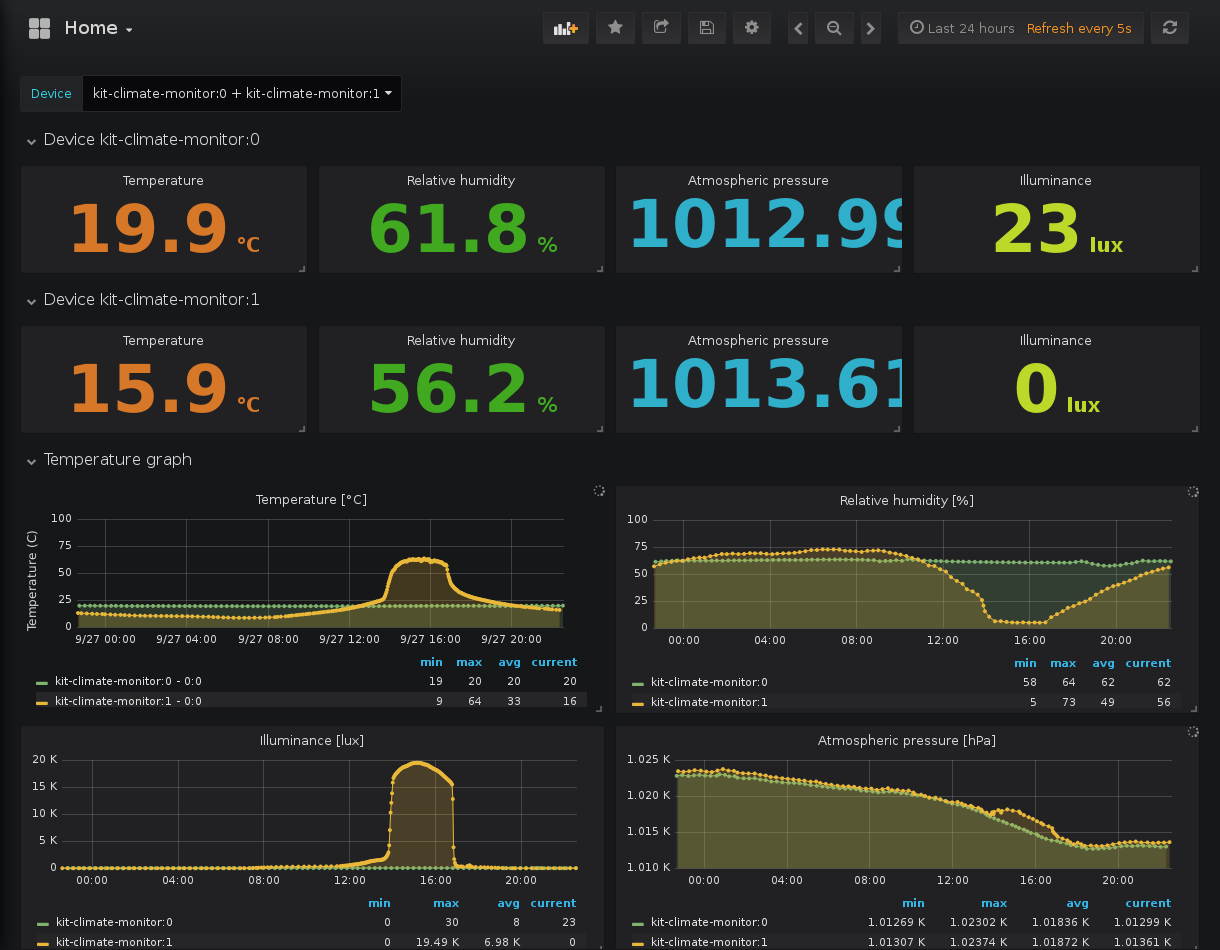 Home
Last 24 hours Refresh every 5s
Device kit-climate-monitor:0 + kit-climate-monitor:1
Device kit-climate-monitor:0
Temperature Relative humidity Atmospheric pressure Illuminance
19.9 °C 61.8 % 1012.99 23 lux
Device kit-climate-monitor:1
Temperature Relative humidity Atmospheric pressure Illuminance
15.9 °C 56.2 % 1013.61 0 lux
Temperature graph
Temperature [°C]
Temperature (C)
100
75
50
25
0
9/27 00:00 9/27 04:00 9/27 08:00 9/27 12:00 9/27 16:00 9/27 20:00
min max avg current
kit-climate-monitor:0 - 0:0 19 20 20 20
kit-climate-monitor:1 - 0:0 9 64 33 16
Relative humidity [%]
100
75
50
25
0
00:00 04:00 08:00 12:00 16:00 20:00
min max avg current
kit-climate-monitor:0 58 64 62 62
kit-climate-monitor:1 5 73 49 56
Illuminance [lux]
20 K
15 K
10 K
5 K
0
00:00 04:00 08:00 12:00 16:00 20:00
min max avg current
kit-climate-monitor:0 0 30 8 23
kit-climate-monitor:1 0 19.49 K 6.98 K 0
Atmospheric pressure [hPa]
1.025 K
1.020 K
1.015 K
1.010 K
00:00 04:00 08:00 12:00 16:00 20:00
min max avg current
kit-climate-monitor:0 1.01269 K 1.02302 K 1.01836 K 1.01299 K
kit-climate-monitor:1 1.01307 K 1.02374 K 1.01872 K 1.01361 K